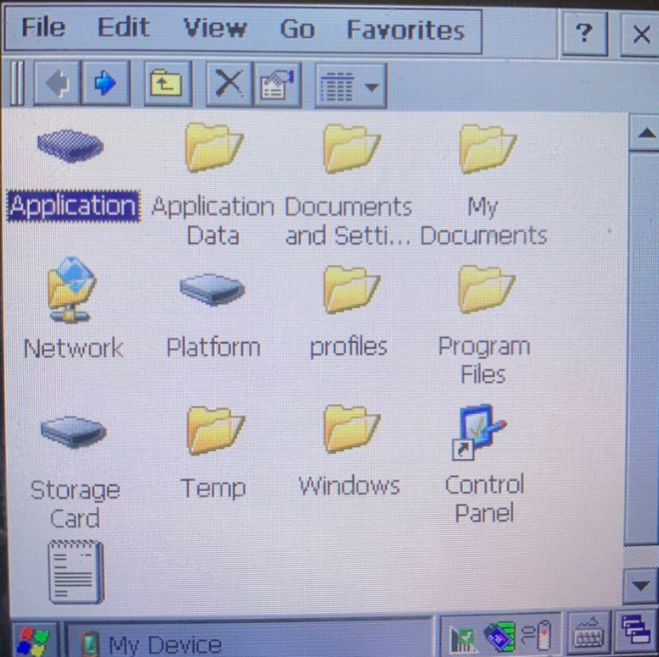 File Edit View Go Favorites ? ×
Application Application Documents My
Data and Setti... Documents
Network Platform profiles Program
Files
Storage Temp Windows Control
Card Panel
My Device